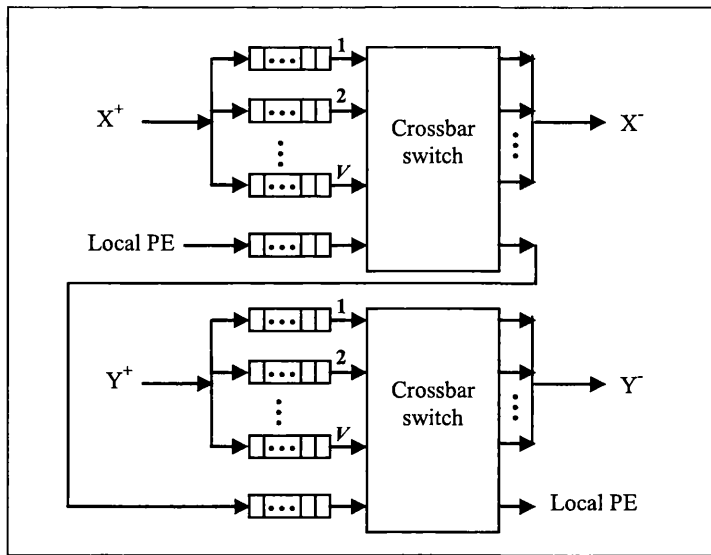 1
X+
2
Crossbar
switch
X-
V
Local PE
1
Y+
2
Crossbar
switch
Y-
V
Local PE